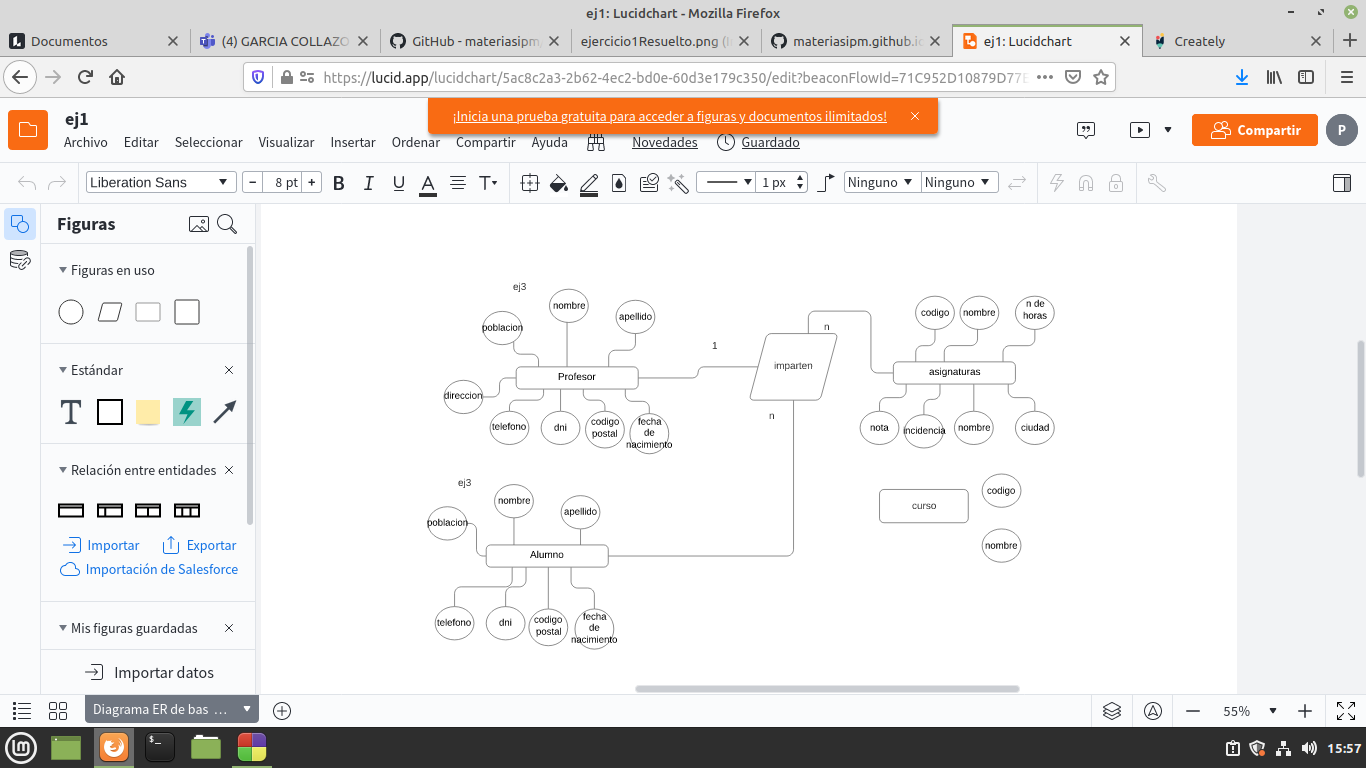 ej1: Lucidchart - Mozilla Firefox
Documentos
(4) GARCIA COLLAZO
GitHub - materiasipm
ejercicio1Resuelto.png (I
materiasipm.github.io
ej1: Lucidchart
Creately
https://lucid.app/lucidchart/5ac8c2a3-2b62-4ec2-bd0e-60d3e179c350/edit?beaconFlowId=71C952D10879D77E
ej1
¡Inicia una prueba gratuita para acceder a figuras y documentos ilimitados!
Archivo Editar Seleccionar Visualizar Insertar Ordenar Compartir Ayuda Novedades Guardado
Compartir
P
Liberation Sans
8 pt
B I U A T
1 px
Ninguno
Ninguno
Figuras
Figuras en uso
Estándar
T
Relación entre entidades
Importar
Exportar
Importación de Salesforce
Mis figuras guardadas
Importar datos
ej3
nombre
poblacion
apellido
Profesor
direccion
telefono
dni
codigo
postal
fecha
de
nacimiento
1
imparten
n
n
codigo
nombre
n de
horas
asignaturas
nota
incidencia
nombre
ciudad
ej3
nombre
poblacion
apellido
Alumno
telefono
dni
codigo
postal
fecha
de
nacimiento
curso
codigo
nombre
Diagrama ER de bas ...
55%
15:57